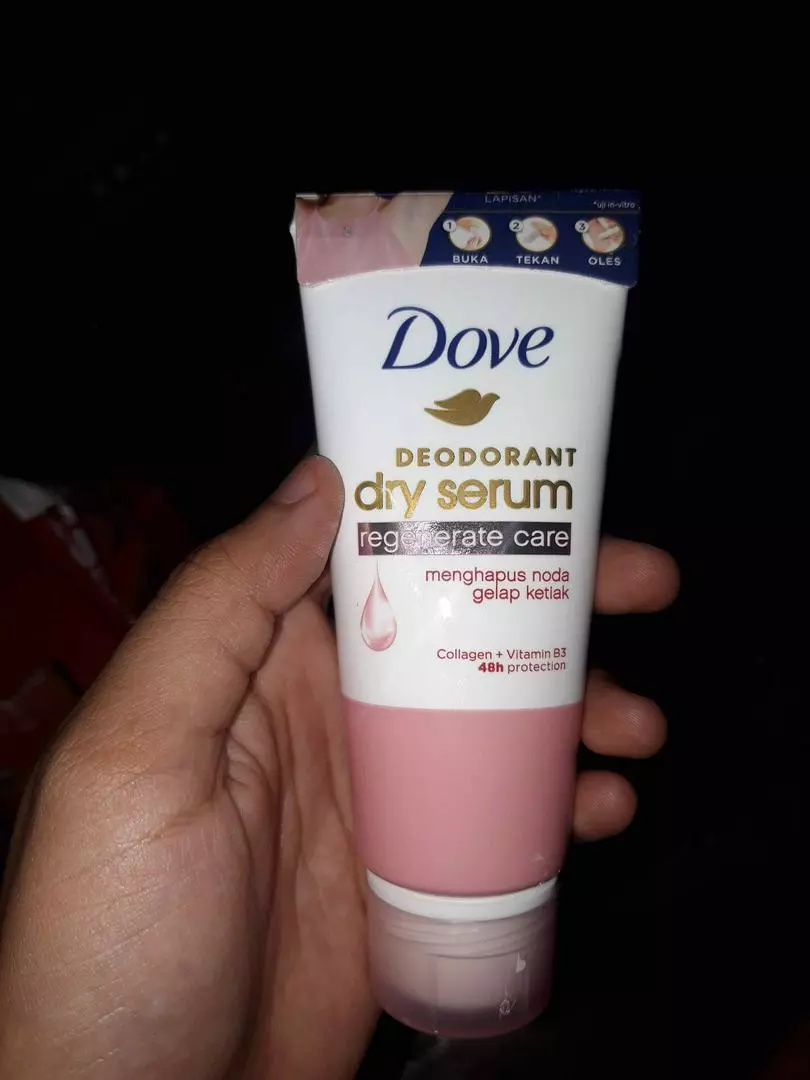 LAPISAN*
*uji in-vitro
1 2 3
BUKA TEKAN OLES
Dove
DEODORANT
dry serum
regenerate care
menghapus noda
gelap ketiak
Collagen + Vitamin B3
48h protection